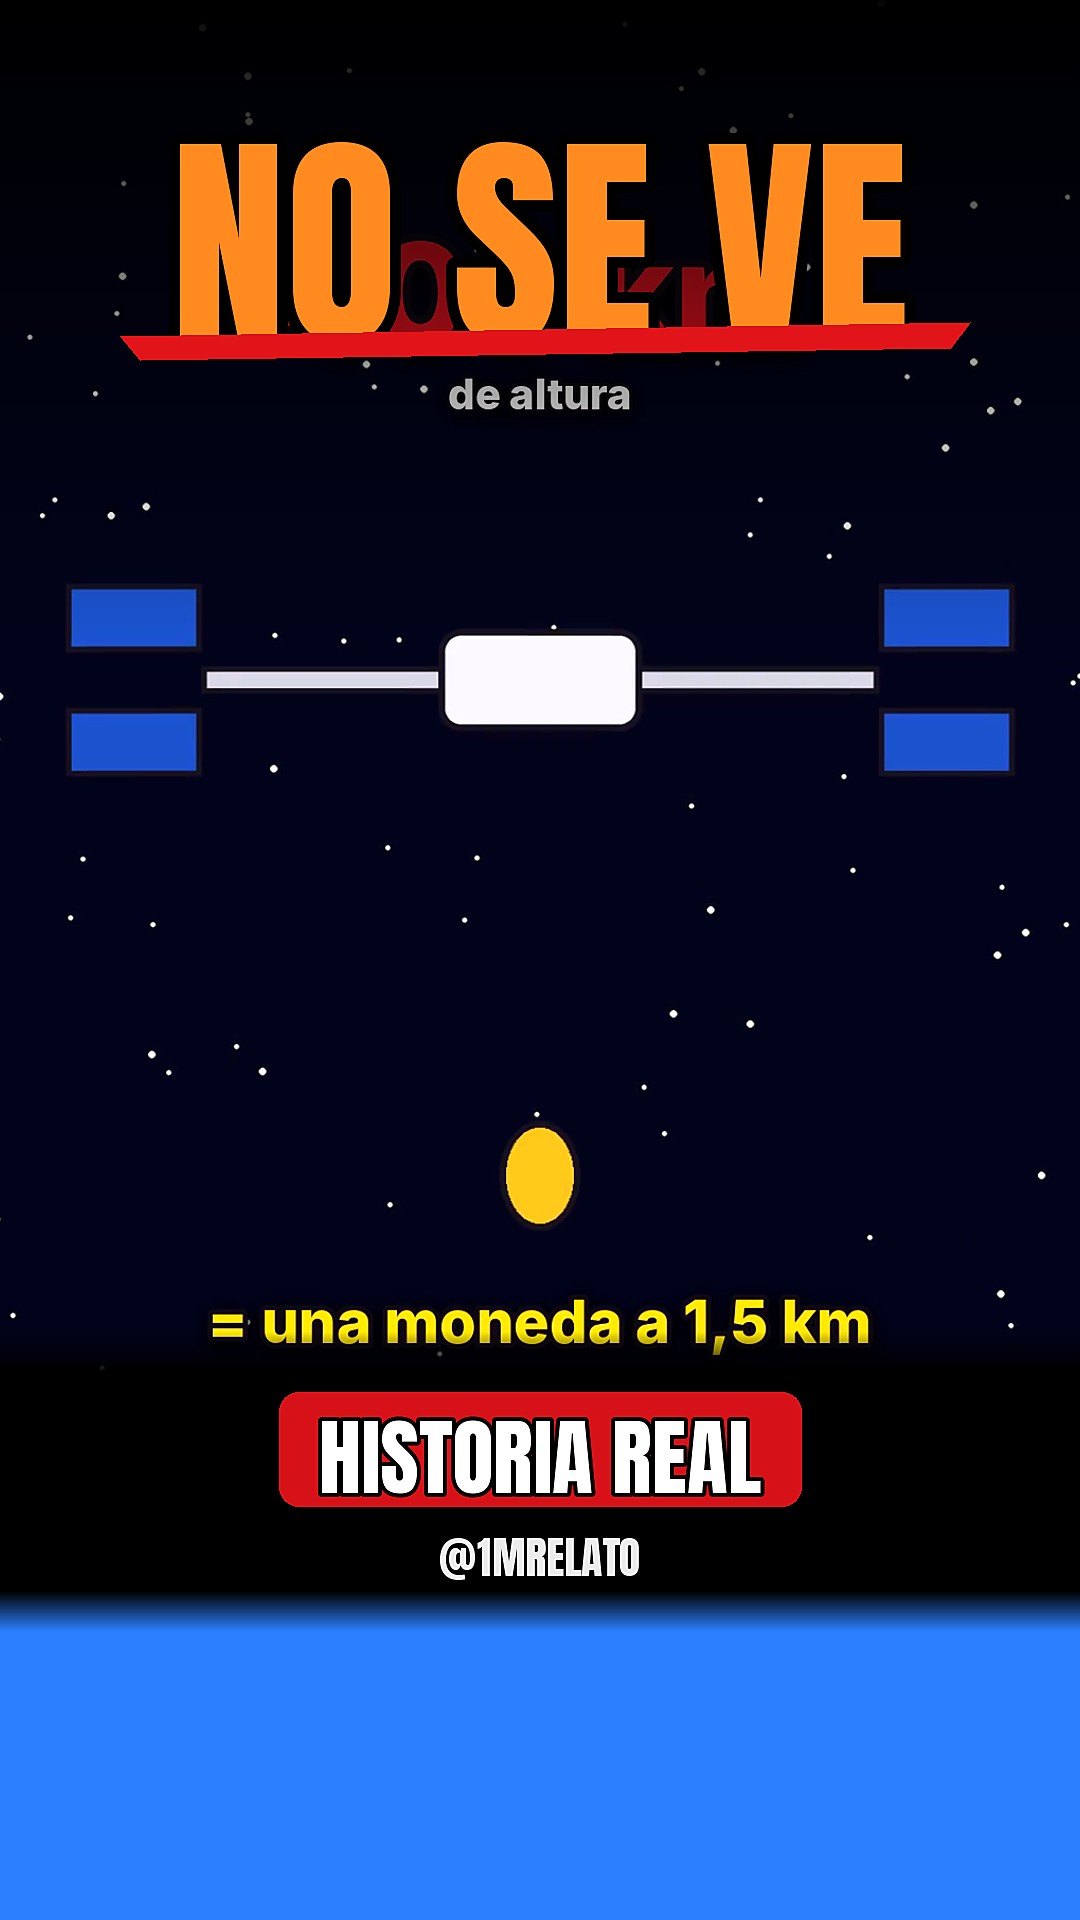 NO SE VE
de altura
= una moneda a 1,5 km
HISTORIA REAL
@1MRELATO